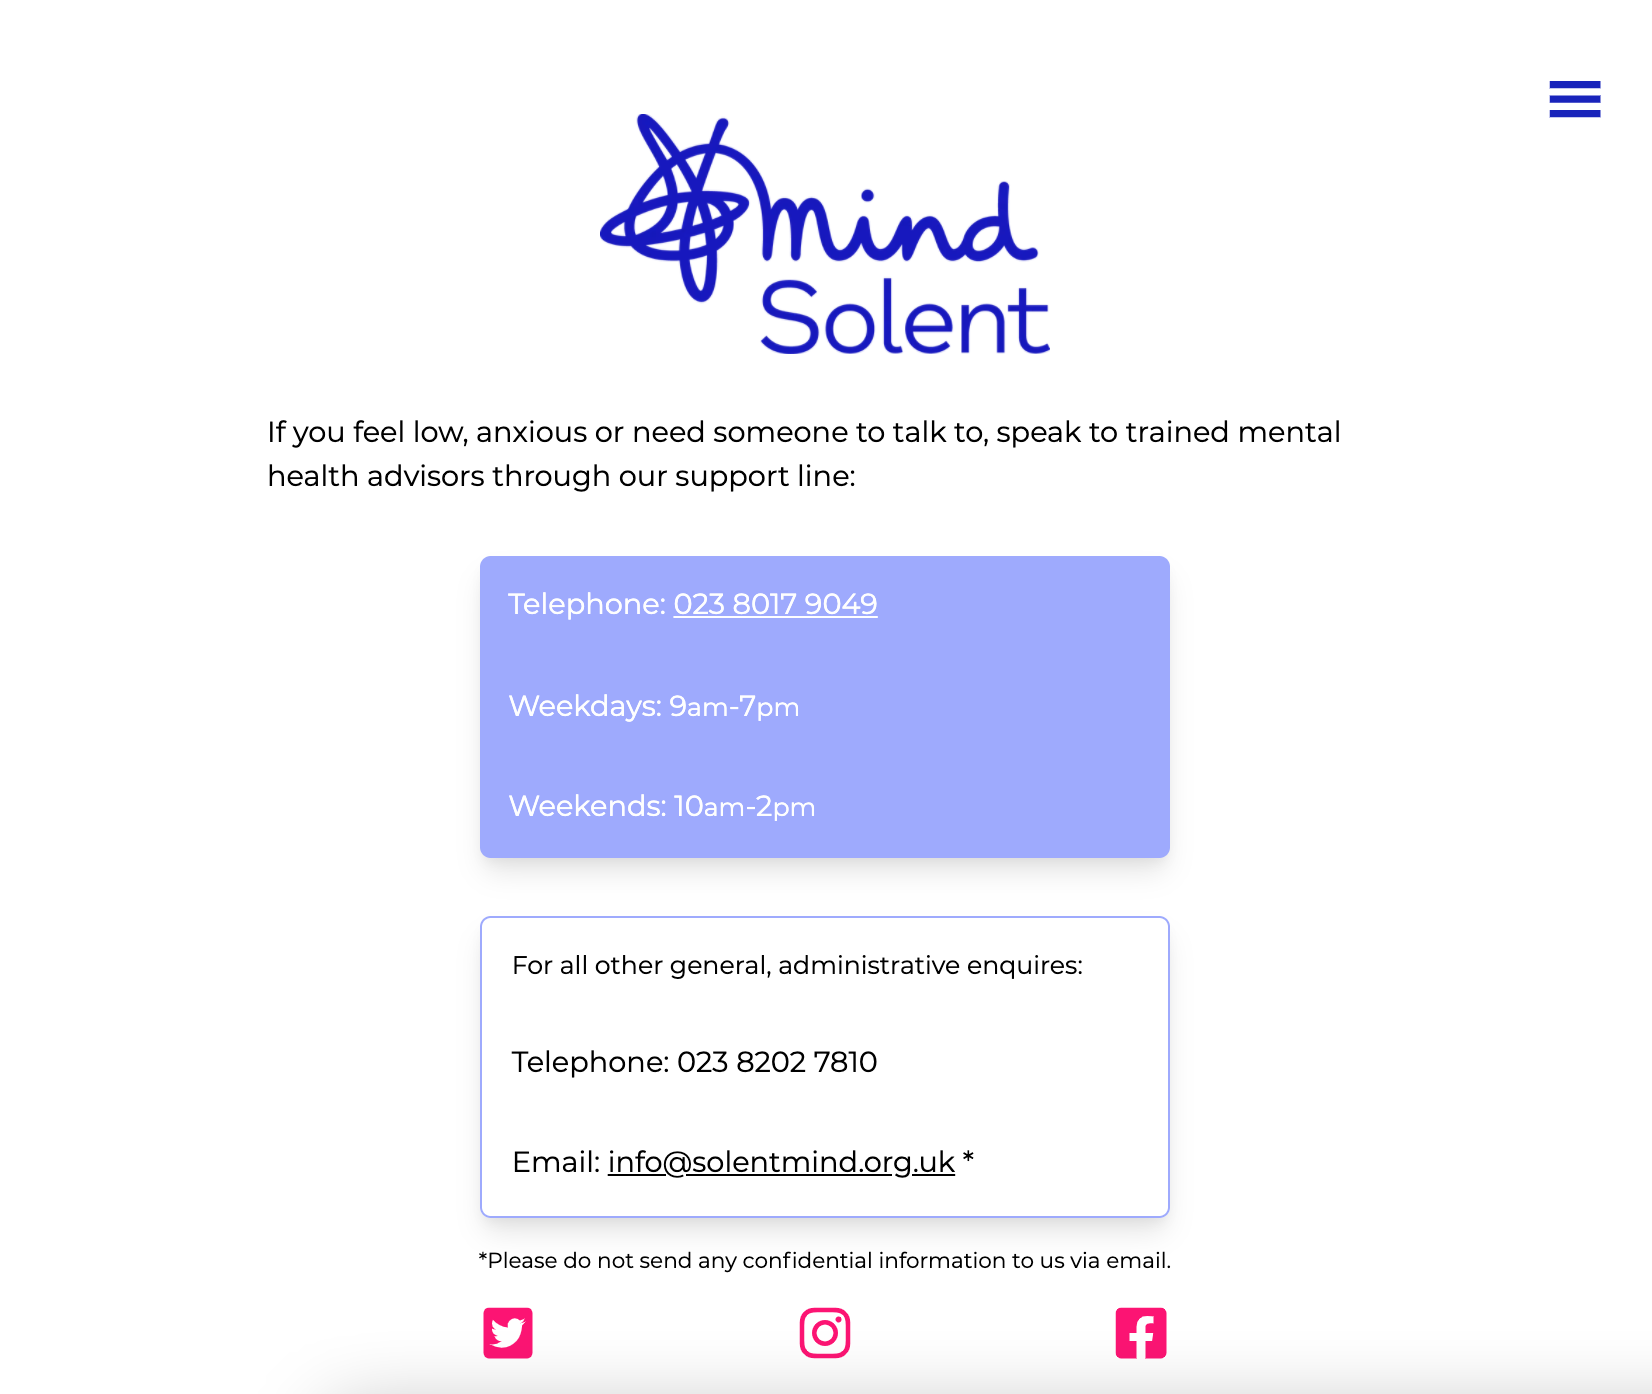 mind
Solent
If you feel low, anxious or need someone to talk to, speak to trained mental
health advisors through our support line:
Telephone: 023 8017 9049
Weekdays: 9am-7pm
Weekends: 10am-2pm
For all other general, administrative enquires:
Telephone: 023 8202 7810
Email: info@solentmind.org.uk *
*Please do not send any confidential information to us via email.